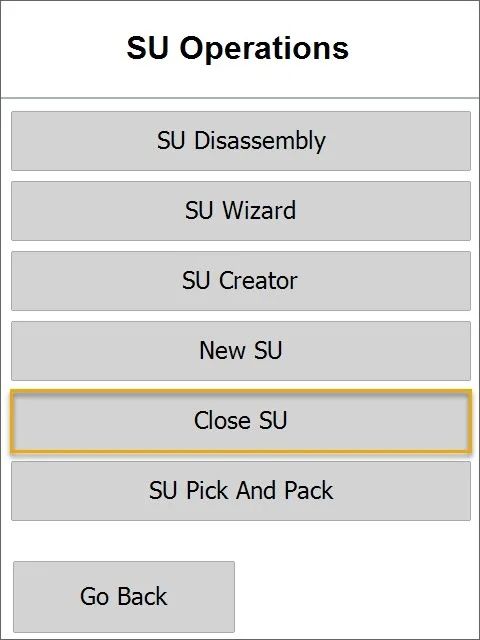 SU Operations
SU Disassembly
SU Wizard
SU Creator
New SU
Close SU
SU Pick And Pack
Go Back